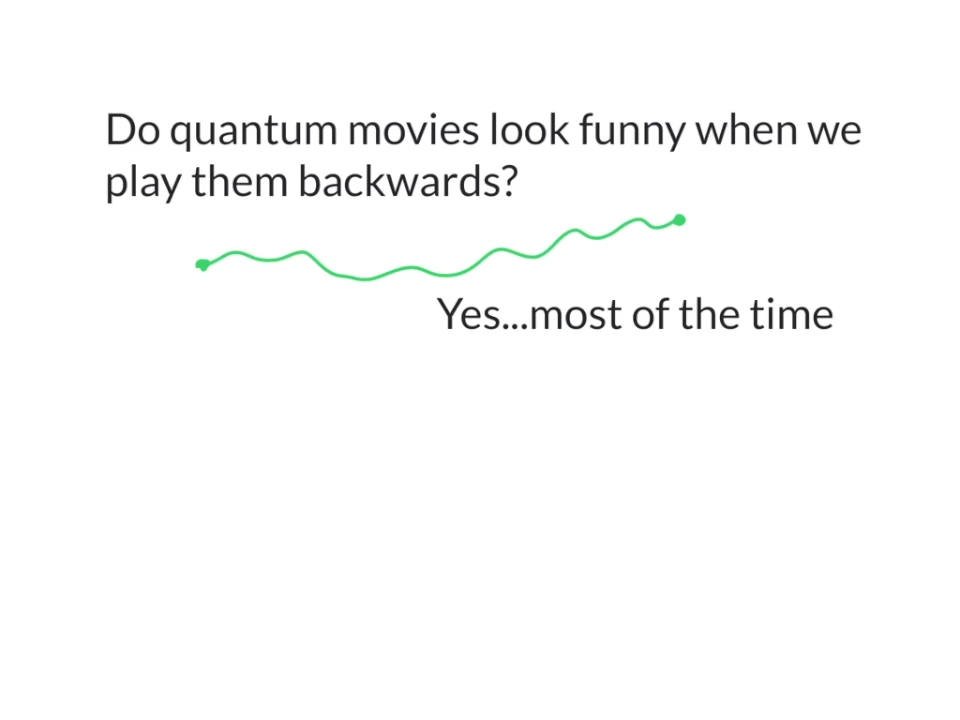 Do quantum movies look funny when we
play them backwards?
Yes...most of the time